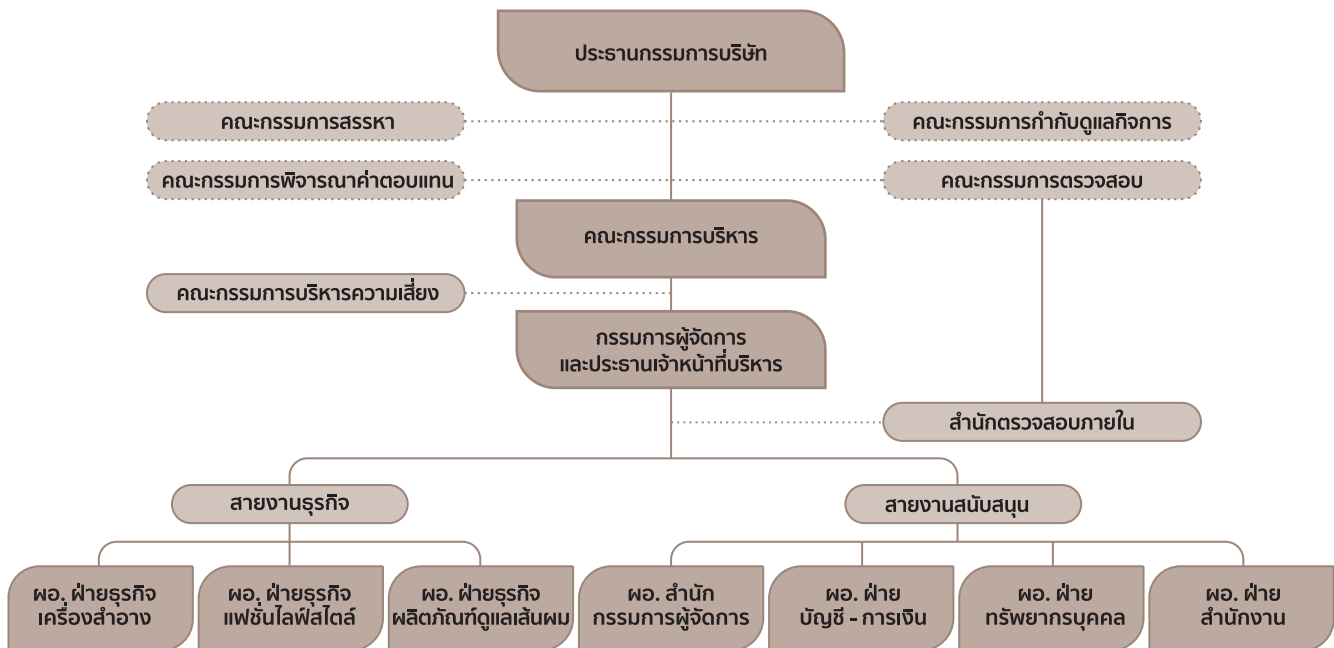 ประธานกรรมการบริษัท
คณะกรรมการสรรหา
คณะกรรมการกำกับดูแลกิจการ
คณะกรรมการพิจารณาค่าตอบแทน
คณะกรรมการตรวจสอบ
คณะกรรมการบริหาร
คณะกรรมการบริหารความเสี่ยง
กรรมการผู้จัดการ
และประธานเจ้าหน้าที่บริหาร
สำนักตรวจสอบภายใน
สายงานธุรกิจ
สายงานสนับสนุน
ผอ. ฝ่ายธุรกิจ
เครื่องสำอาง
ผอ. ฝ่ายธุรกิจ
แฟชั่นไลฟ์สไตล์
ผอ. ฝ่ายธุรกิจ
ผลิตภัณฑ์ดูแลเส้นผม
ผอ. สำนัก
กรรมการผู้จัดการ
ผอ. ฝ่าย
บัญชี - การเงิน
ผอ. ฝ่าย
ทรัพยากรบุคคล
ผอ. ฝ่าย
สำนักงาน